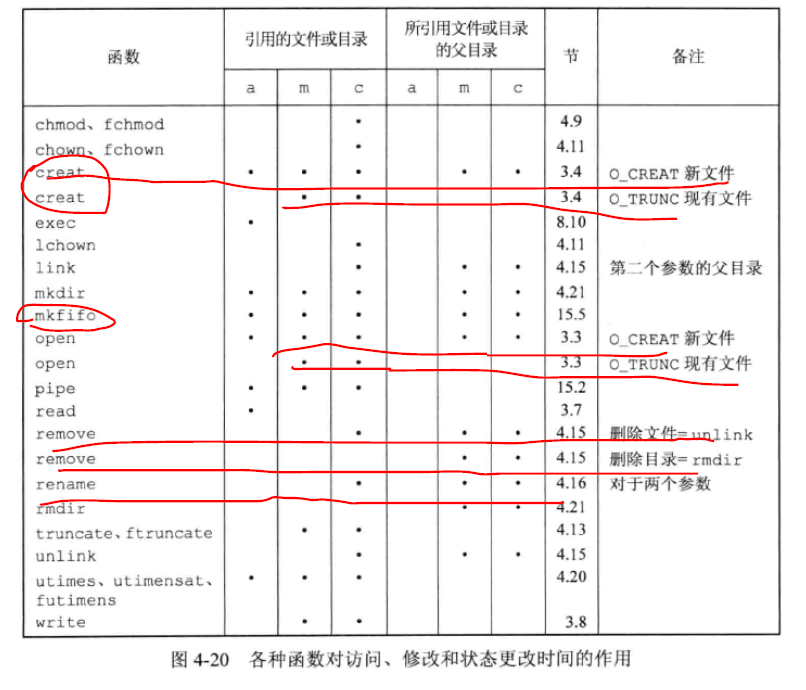 函数 引用的文件或目录 所引用文件或目录的父目录 节 备注
a m c a m c
chmod、fchmod • 4.9
chown、fchown • 4.11
creat • • • • • 3.4 O_CREAT 新文件
creat • • 3.4 O_TRUNC 现有文件
exec • 8.10
lchown • 4.11
link • • • 4.15 第二个参数的父目录
mkdir • • • • • 4.21
mkfifo • • • • • 15.5
open • • • • • 3.3 O_CREAT 新文件
open • • 3.3 O_TRUNC 现有文件
pipe • • • 15.2
read • 3.7
remove • • • 4.15 删除文件=unlink
remove • • 4.15 删除目录=rmdir
rename • • • 4.16 对于两个参数
rmdir • • 4.21
truncate、ftruncate • • 4.13
unlink • • • 4.15
utimes、utimensat、 • • • 4.20
futimens
write • • 3.8
图 4-20 各种函数对访问、修改和状态更改时间的作用